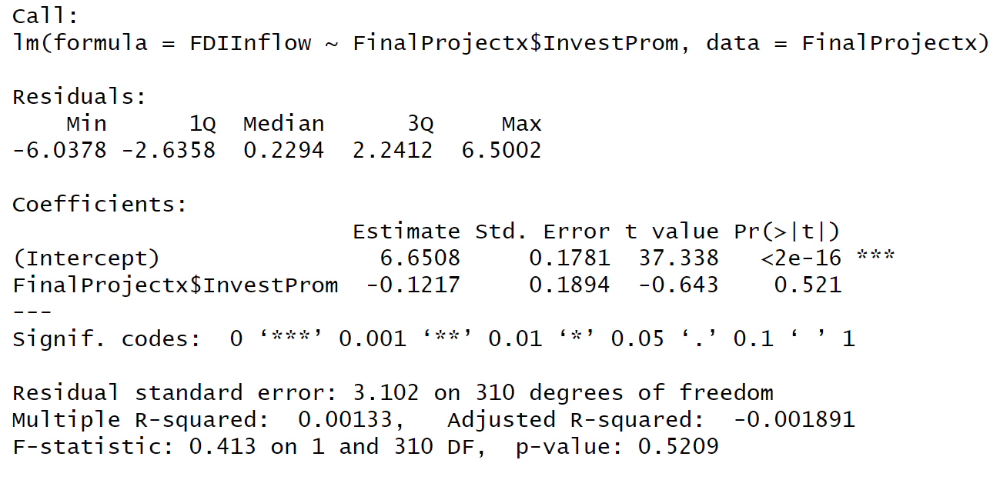 Call:
lm(formula = FDIInflow ~ FinalProjectx$InvestProm, data = FinalProjectx)
Residuals:
Min 1Q Median 3Q Max
-6.0378 -2.6358 0.2294 2.2412 6.5002
Coefficients:
Estimate Std. Error t value Pr(>|t|)
(Intercept) 6.6508 0.1781 37.338 <2e-16 ***
FinalProjectx$InvestProm -0.1217 0.1894 -0.643 0.521
---
Signif. codes: 0 ‘***’ 0.001 ‘**’ 0.01 ‘*’ 0.05 ‘.’ 0.1 ‘ ’ 1
Residual standard error: 3.102 on 310 degrees of freedom
Multiple R-squared: 0.00133, Adjusted R-squared: -0.001891
F-statistic: 0.413 on 1 and 310 DF, p-value: 0.5209